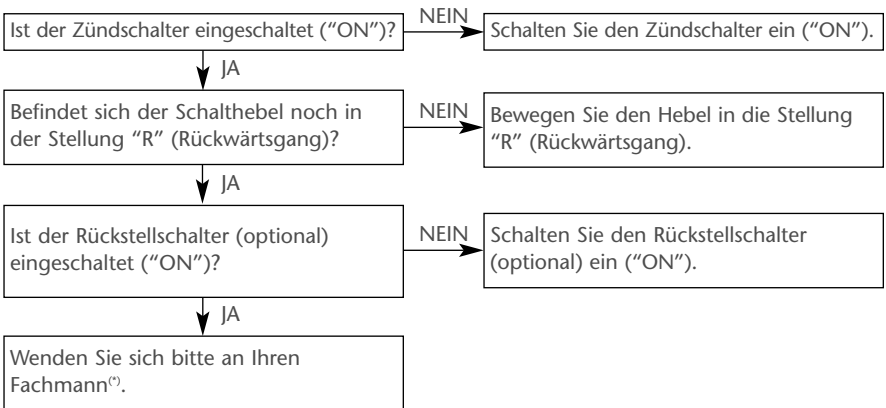 Ist der Zündschalter eingeschaltet (“ON”)?
NEIN
Schalten Sie den Zündschalter ein (“ON”).
JA
Befindet sich der Schalthebel noch in
der Stellung “R” (Rückwärtsgang)?
NEIN
Bewegen Sie den Hebel in die Stellung
“R” (Rückwärtsgang).
JA
Ist der Rückstellschalter (optional)
eingeschaltet (“ON”)?
NEIN
Schalten Sie den Rückstellschalter
(optional) ein (“ON”).
JA
Wenden Sie sich bitte an Ihren
Fachmann(*).